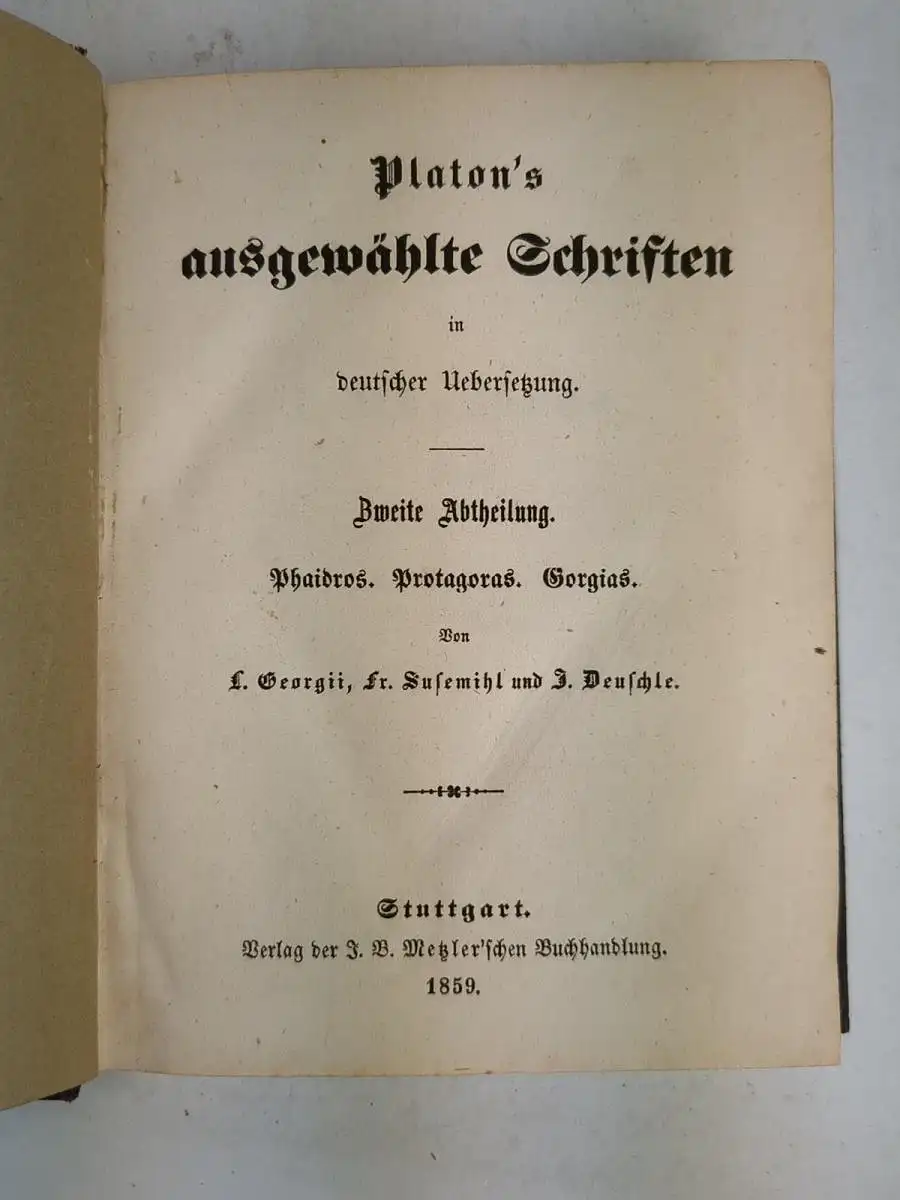 Platon's
ausgewählte Schriften
in
deutscher Uebersetzung.
Zweite Abtheilung.
Phaidros. Protagoras. Gorgias.
Von
L. Georgii, Fr. Susemihl und J. Deuschle.
Stuttgart.
Verlag der J. B. Metzler'schen Buchhandlung.
1859.